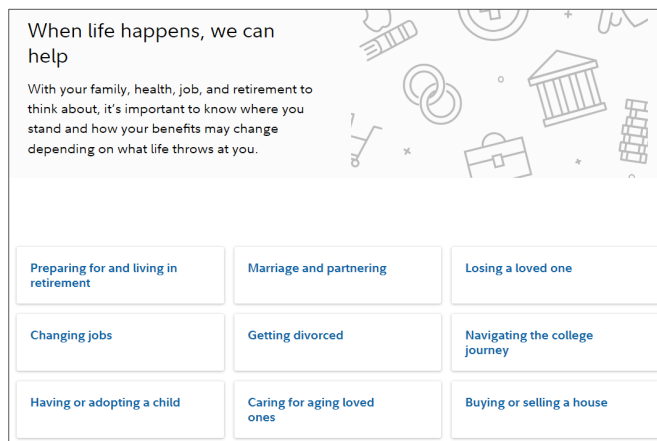 When life happens, we can
help
With your family, health, job, and retirement to
think about, it's important to know where you
stand and how your benefits may change
depending on what life throws at you.
Preparing for and living in
retirement
Marriage and partnering
Losing a loved one
Changing jobs
Getting divorced
Navigating the college
journey
Having or adopting a child
Caring for aging loved
ones
Buying or selling a house